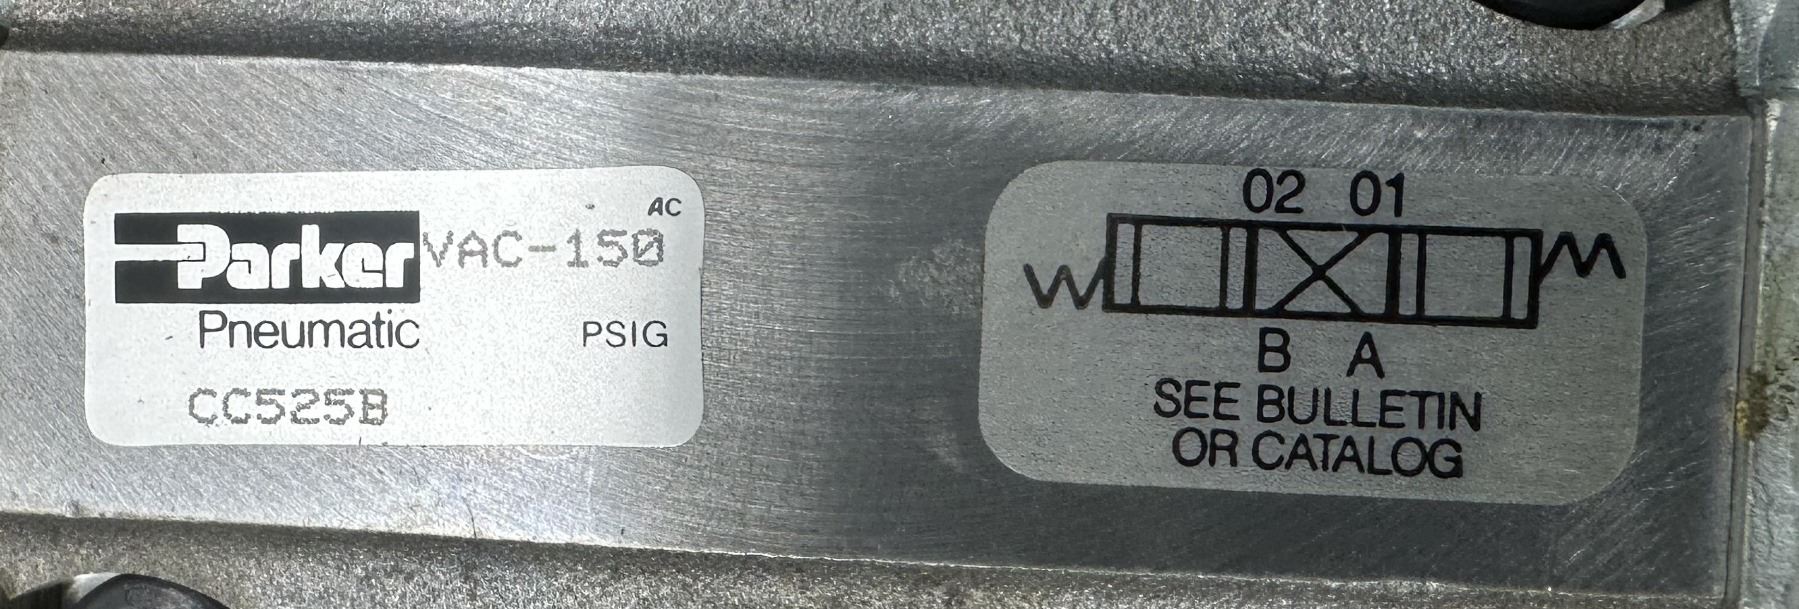 AC
Parker VAC-150
Pneumatic PSIG
CC525B
02 01
B A
SEE BULLETIN
OR CATALOG